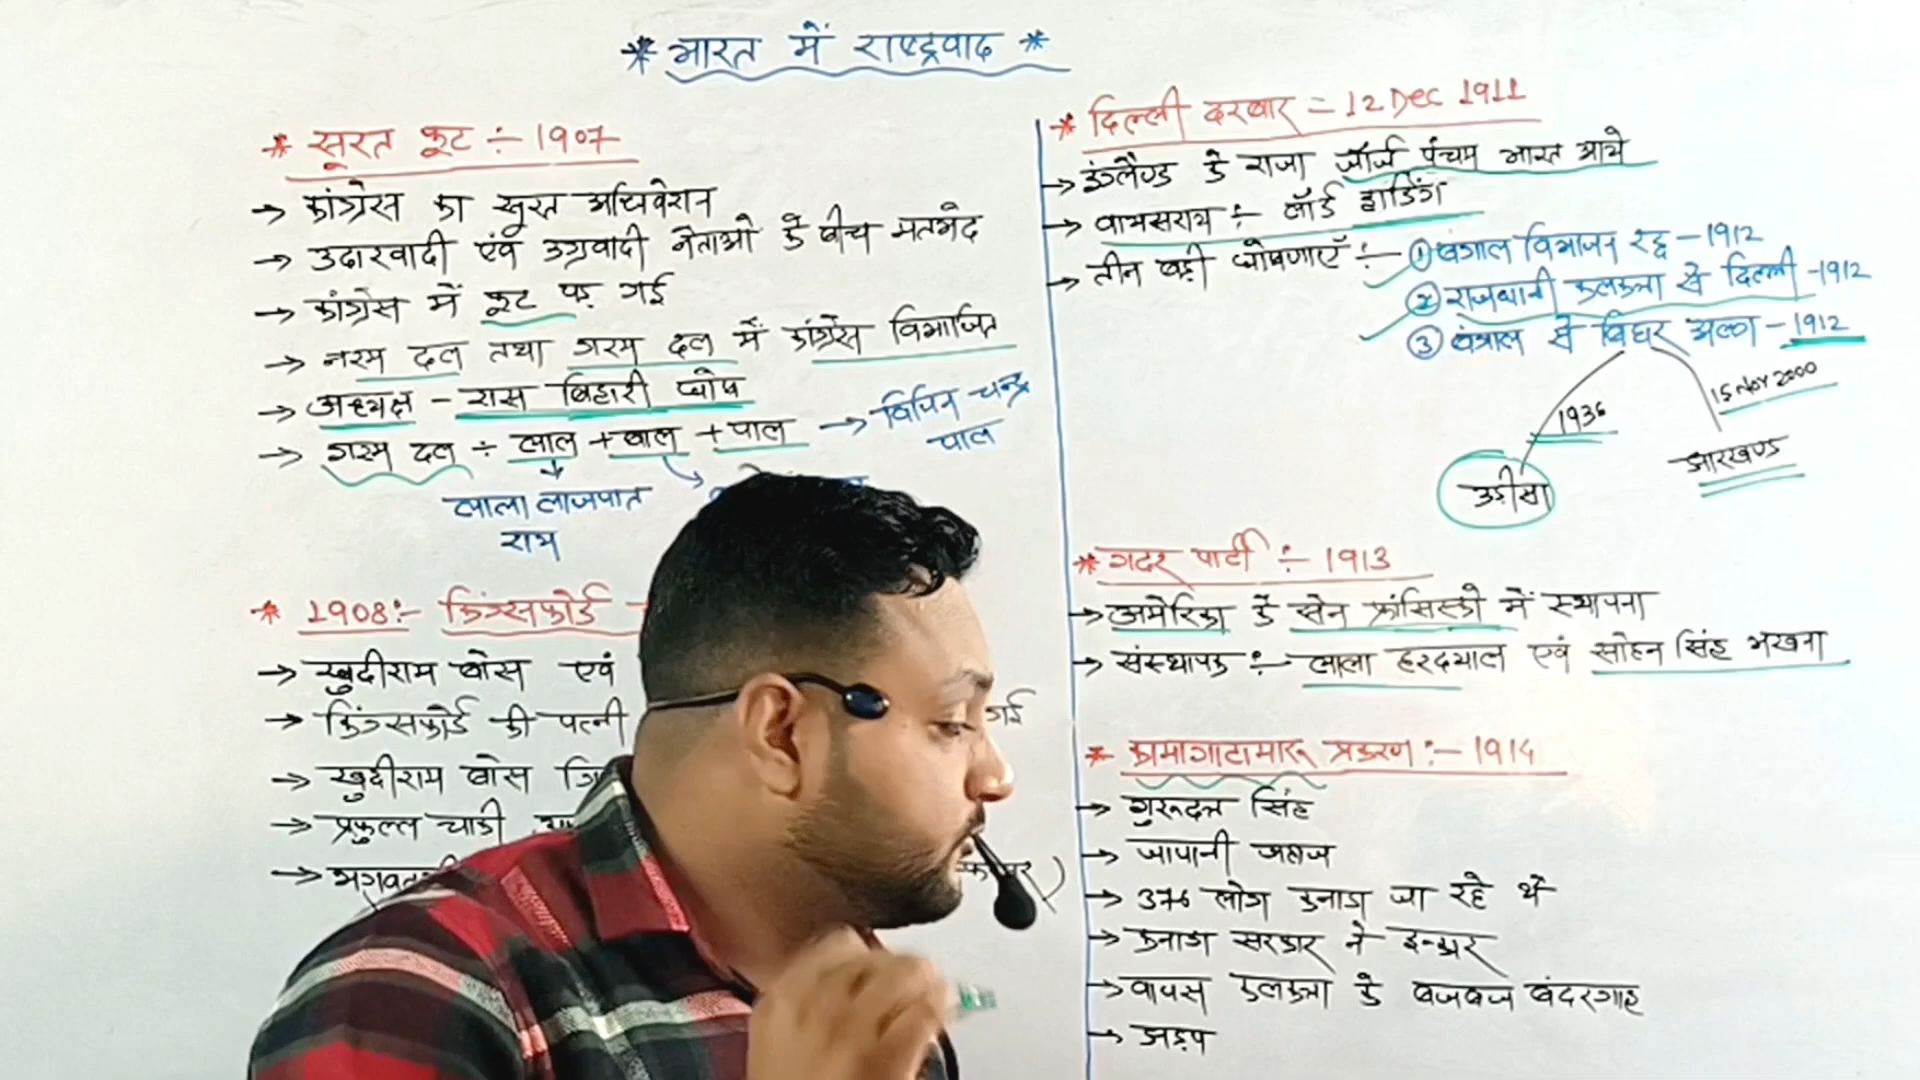 * भारत में राष्ट्रवाद *
* सूरत फूट ÷ 1907
→ कांग्रेस का सूरत अधिवेशन
→ उदारवादी एंव उग्रवादी नेताओ के बीच मतभेद
→ कांग्रेस में फूट पड़ गई
→ नरम दल तथा गरम दल में कांग्रेस विभाजित
→ अध्यक्ष - रास बिहारी घोष
→ गरम दल ÷ लाल + बाल + पाल → विपिन चन्द्र
पाल
लाला लाजपात
राय
* 1908:- किंग्सफोर्ड
→ खुदीराम बोस एवं
→ किंग्सफोर्ड की पत्नी गई
→ खुदीराम बोस
→ प्रफुल्ल चाकी
* दिल्ली दरबार = 12 Dec 1911
→ इंग्लैण्ड के राजा जॉर्ज पंचम भारत आये
→ वायसराय :- लॉर्ड हार्डिंग
→ तीन बड़ी घोषणाएँ :- ① बंगाल विभाजन रद्द - 1912
② राजधानी कलकत्ता से दिल्ली - 1912
③ बंगाल से बिहार अलग - 1912
1936
15 Nov 2000
उड़ीसा
झारखण्ड
* गदर पार्टी :- 1913
→ अमेरिका के सेन फ्रांसिस्को में स्थापना
→ संस्थापक :- लाला हरदयाल एवं सोहन सिंह भखना
* कामागाटामारू प्रकरण :- 1914
→ गुरूदत्त सिंह
→ जापानी जहाज
→ 376 लोग कनाडा जा रहे थे
→ कनाडा सरकार ने इन्कार
→ वापस कलकत्ता के बजबज बंदरगाह
→ झड़प